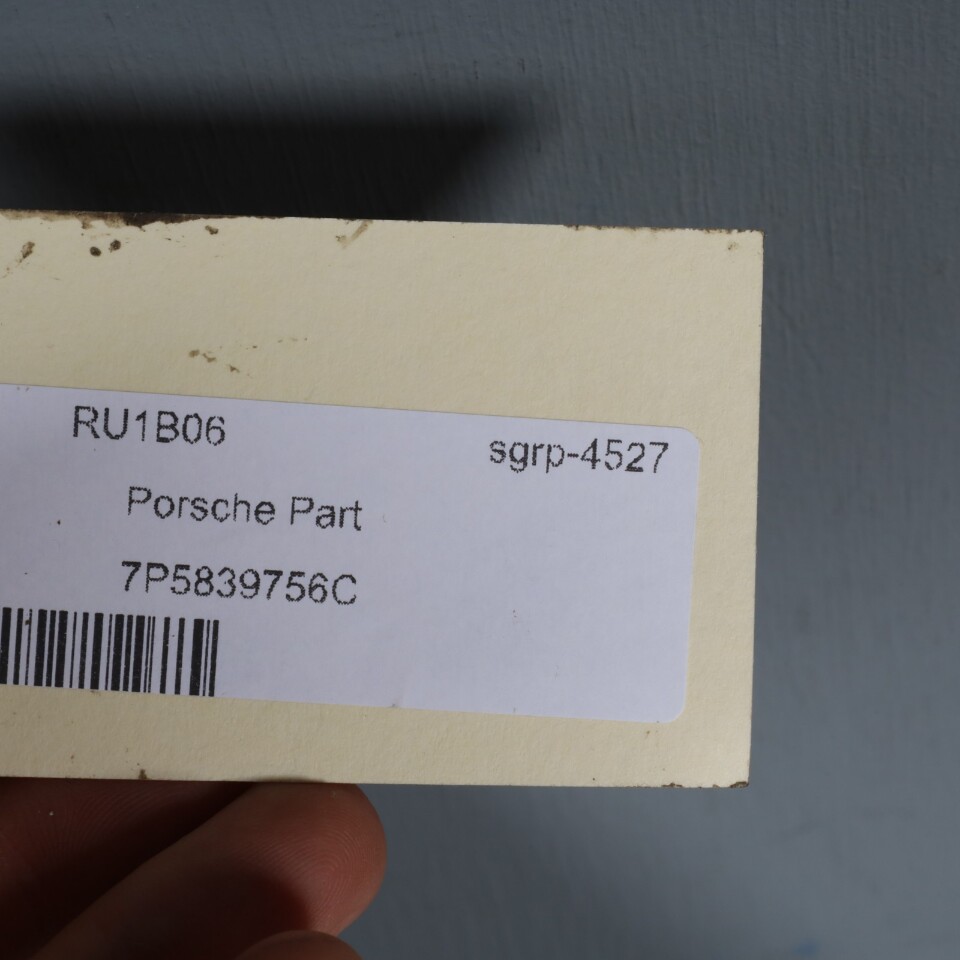 RU1B06
sgrp-4527
Porsche Part
7P5839756C